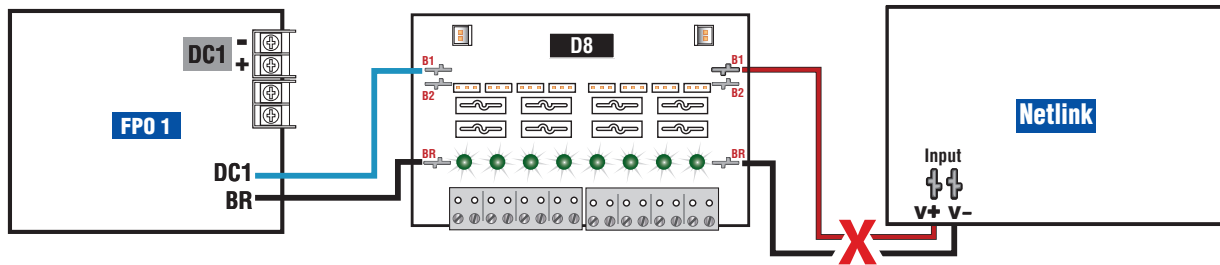 DC1
-
+
FPO 1
DC1
BR
D8
B1
B2
BR
B1
B2
BR
Netlink
Input
V+ V-
X